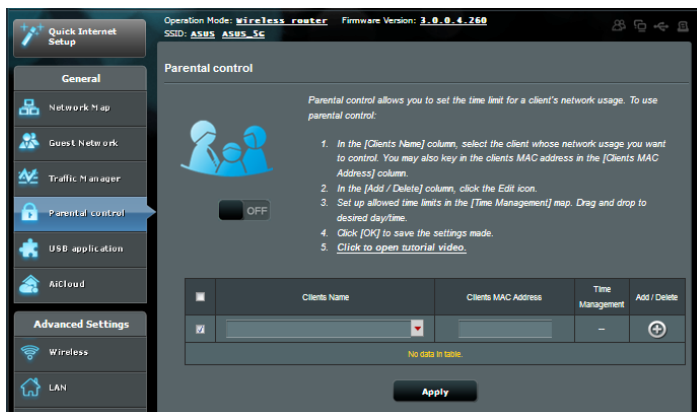 Quick Internet
Setup
General
Network Map
Guest Network
Traffic Manager
Parental control
USB application
AiCloud
Advanced Settings
Wireless
LAN
Operation Mode: Wireless router Firmware Version: 3.0.0.4.260
SSID: ASUS ASUS_5G
Parental control
Parental control allows you to set the time limit for a client's network usage. To use
parental control:
1. In the [Clients Name] column, select the client whose network usage you want
to control. You may also key in the clients MAC address in the [Clients MAC
Address] column.
2. In the [Add / Delete] column, click the Edit icon.
3. Set up allowed time limits in the [Time Management] map. Drag and drop to
desired day/time.
4. Click [OK] to save the settings made.
5. Click to open tutorial video.
OFF
Clients Name Clients MAC Address Time Management Add / Delete
–
No data in table.
Apply